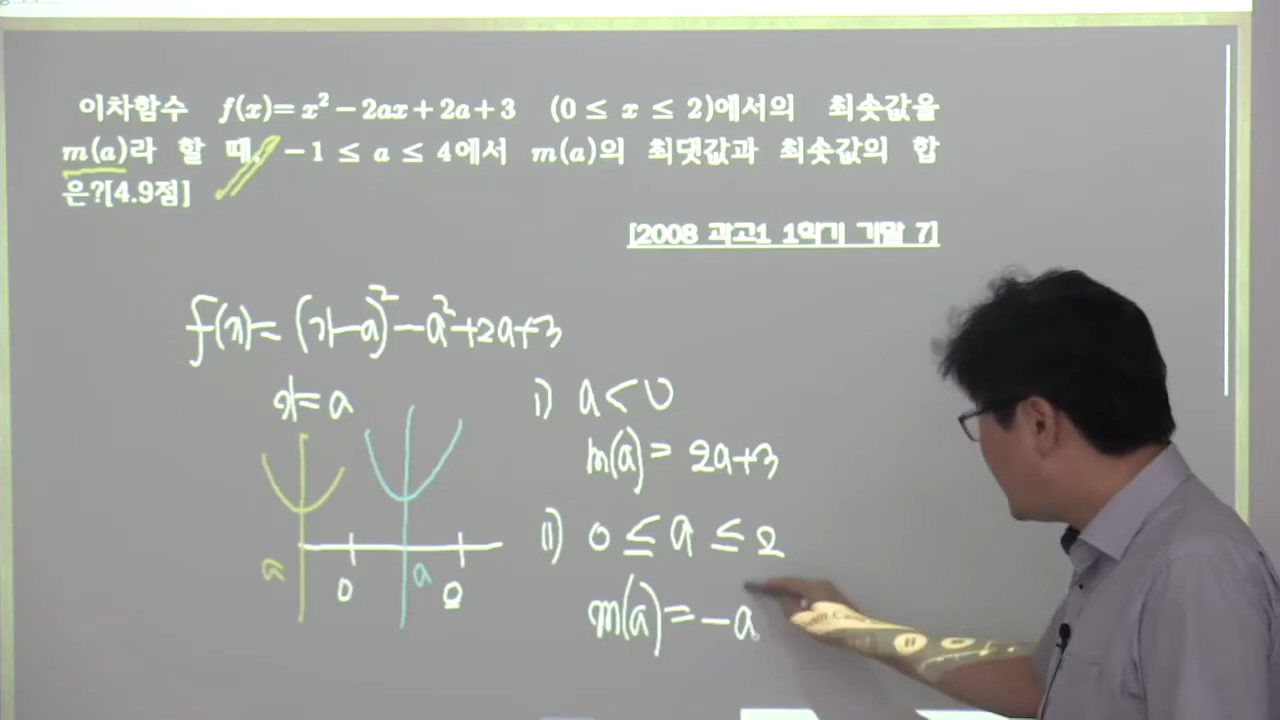 이차함수 f(x)= x² − 2ax + 2a + 3 (0 ≤ x ≤ 2)에서의 최솟값을
m(a)라 할 때, −1 ≤ a ≤ 4에서 m(a)의 최댓값과 최솟값의 합
은?[4.9점]
[2008 과고1 1학기 기말 7]
f(x)= (x−a)² −a²+2a+3
x= a
i) a < 0
m(a)= 2a+3
ii) 0 ≤ a ≤ 2
m(a)= −a
a 0 a 2